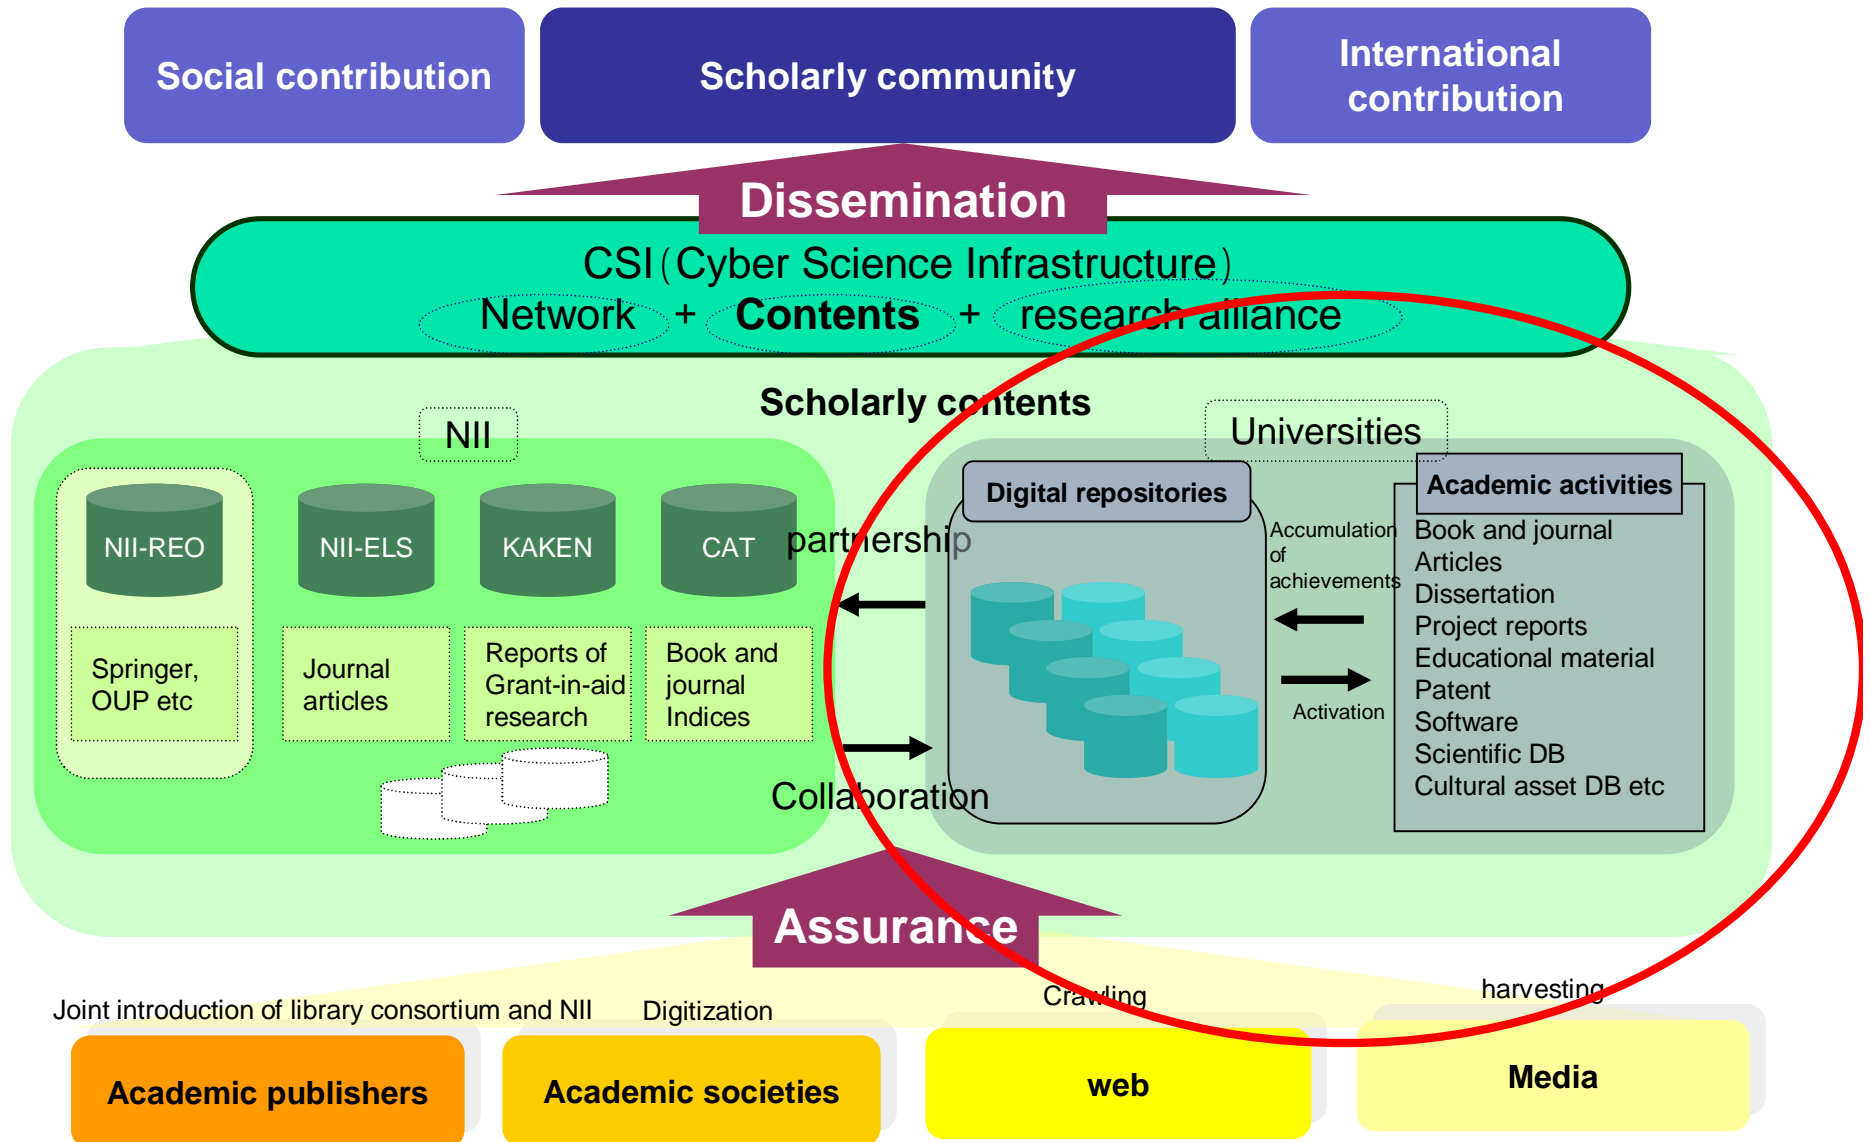 Social contribution
Scholarly community
International
contribution
Dissemination
CSI(Cyber Science Infrastructure)
Network + Contents + research alliance
Scholarly contents
NII
Universities
NII-REO
NII-ELS
KAKEN
CAT
Springer,
OUP etc
Journal
articles
Reports of
Grant-in-aid
research
Book and
journal
Indices
partnership
Collaboration
Digital repositories
Accumulation
of
achievements
Activation
Academic activities
Book and journal
Articles
Dissertation
Project reports
Educational material
Patent
Software
Scientific DB
Cultural asset DB etc
Assurance
Joint introduction of library consortium and NII
Digitization
Crawling
harvesting
Academic publishers
Academic societies
web
Media